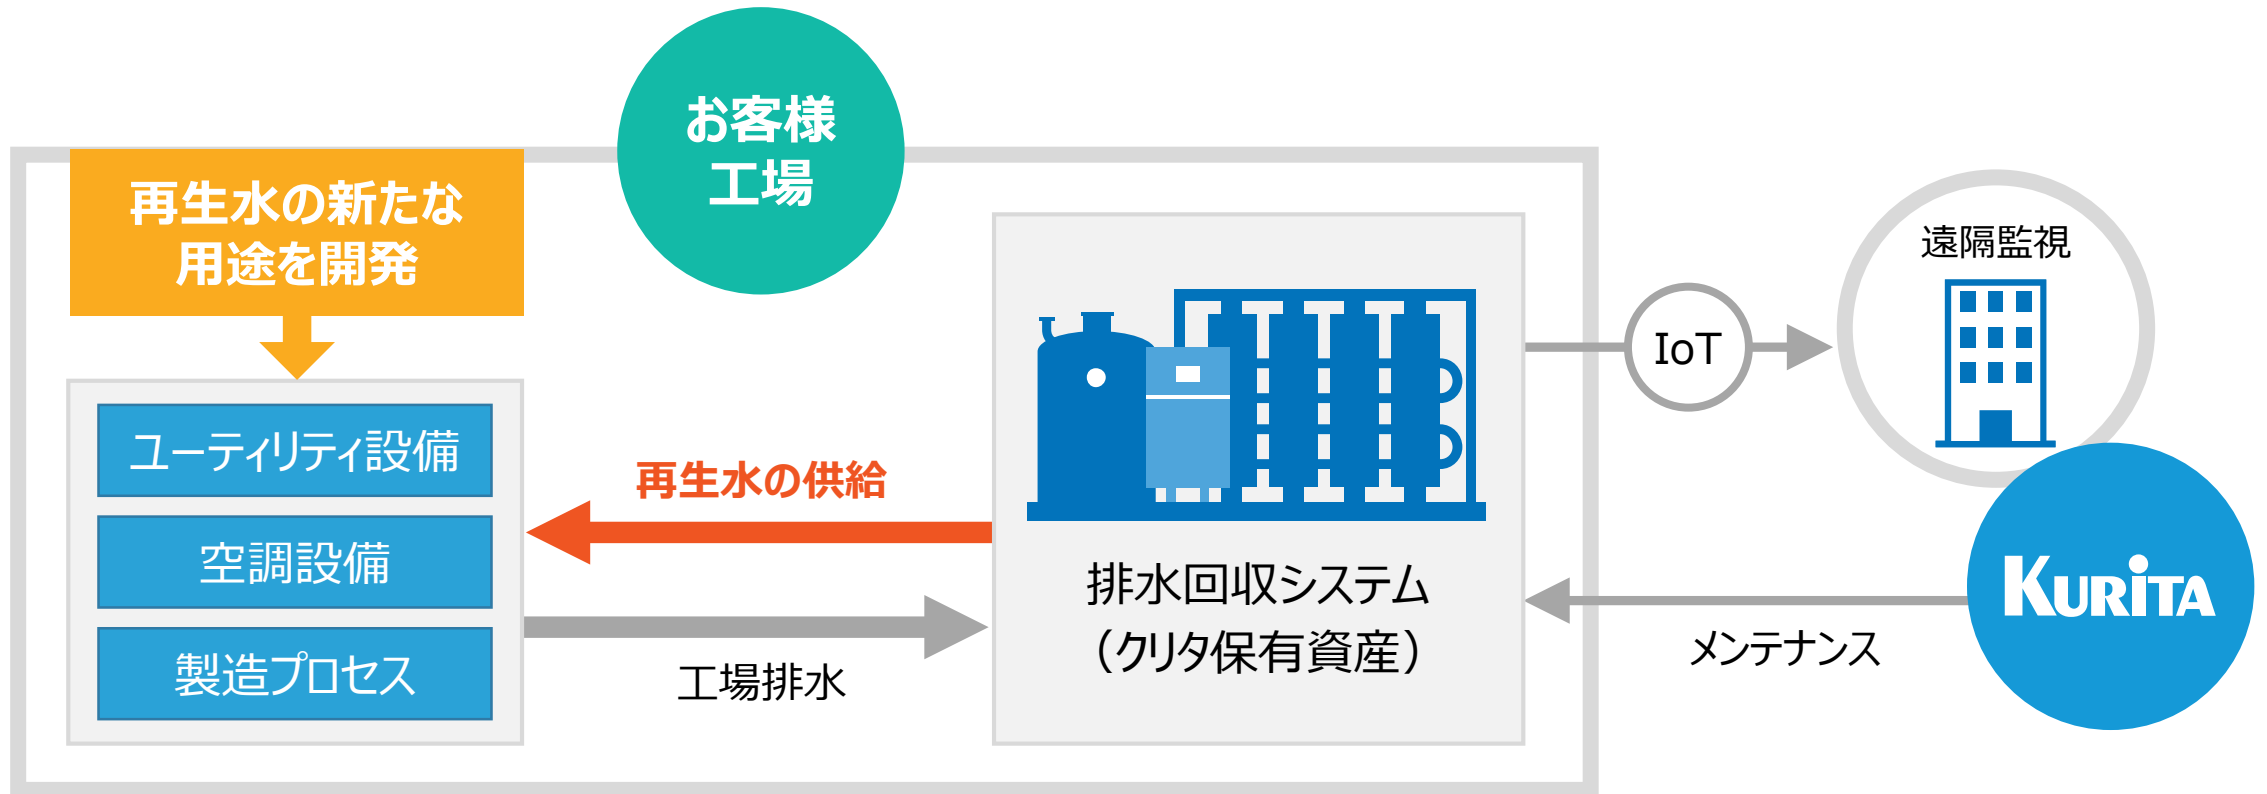 お客様
工場
再生水の新たな
用途を開発
ユーティリティ設備
空調設備
製造プロセス
再生水の供給
工場排水
排水回収システム
（クリタ保有資産）
IoT
遠隔監視
KURITA
メンテナンス